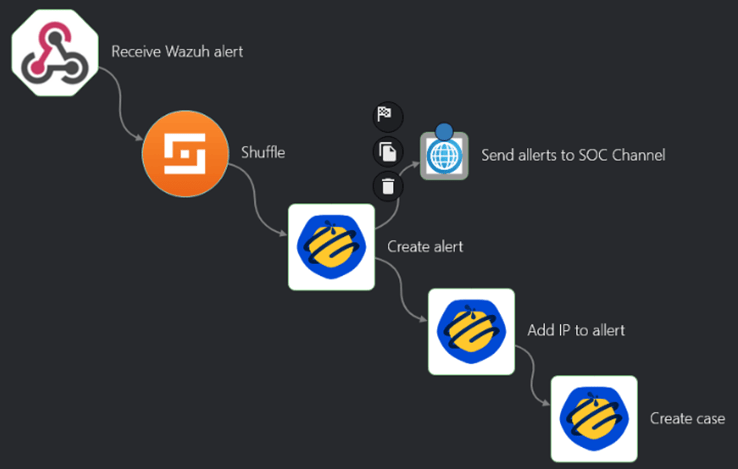 Receive Wazuh alert
Shuffle
Send allerts to SOC Channel
Create alert
Add IP to allert
Create case